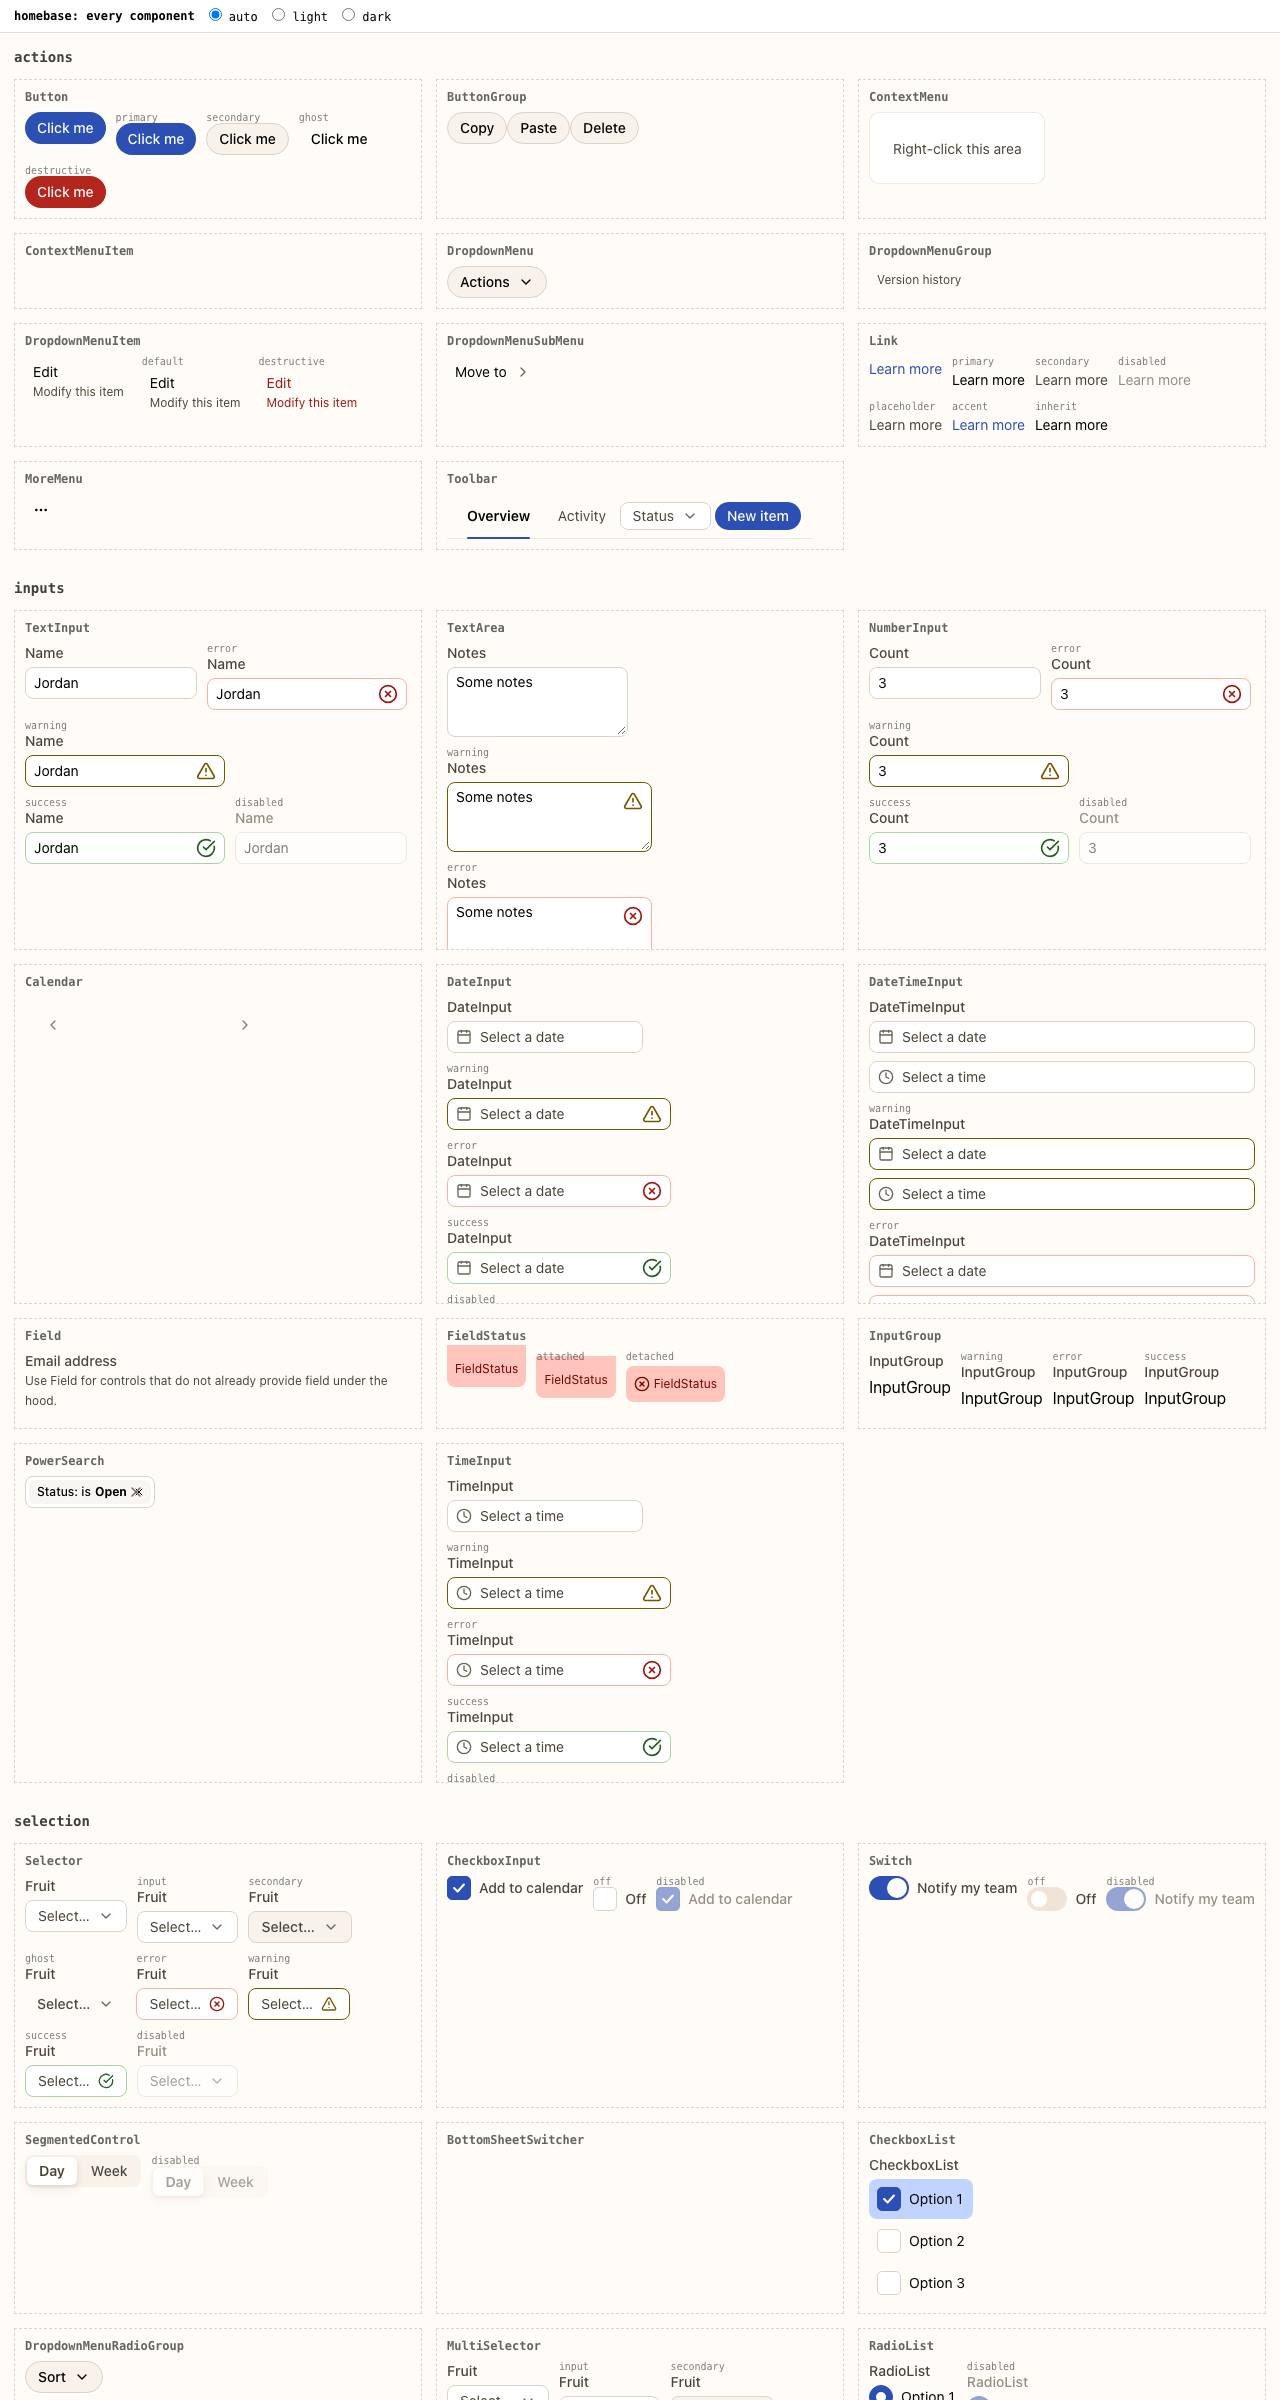 homebase: every component auto light dark
actions
Button
primary secondary ghost
Click me Click me Click me Click me
destructive
Click me
ButtonGroup
Copy Paste Delete
ContextMenu
Right-click this area
ContextMenuItem
DropdownMenu
Actions
DropdownMenuGroup
Version history
DropdownMenuItem
default destructive
Edit Edit Edit
Modify this item Modify this item Modify this item
DropdownMenuSubMenu
Move to
Link
primary secondary disabled
Learn more Learn more Learn more Learn more
placeholder accent inherit
Learn more Learn more Learn more
MoreMenu
Toolbar
Overview Activity Status New item
inputs
TextInput
error
Name Name
Jordan Jordan
warning
Name
Jordan
success disabled
Name Name
Jordan Jordan
TextArea
Notes
Some notes
warning
Notes
Some notes
error
Notes
Some notes
NumberInput
error
Count Count
3 3
warning
Count
3
success disabled
Count Count
3 3
Calendar
DateInput
DateInput
Select a date
warning
DateInput
Select a date
error
DateInput
Select a date
success
DateInput
Select a date
disabled
DateTimeInput
DateTimeInput
Select a date
Select a time
warning
DateTimeInput
Select a date
Select a time
error
DateTimeInput
Select a date
Field
Email address
Use Field for controls that do not already provide field under the
hood.
FieldStatus
attached detached
FieldStatus FieldStatus FieldStatus
InputGroup
warning error success
InputGroup InputGroup InputGroup InputGroup
InputGroup InputGroup InputGroup InputGroup
PowerSearch
Status: is Open
TimeInput
TimeInput
Select a time
warning
TimeInput
Select a time
error
TimeInput
Select a time
success
TimeInput
Select a time
disabled
selection
Selector
input secondary
Fruit Fruit Fruit
Select... Select... Select...
ghost error warning
Fruit Fruit Fruit
Select... Select... Select...
success disabled
Fruit Fruit
Select... Select...
CheckboxInput
off disabled
Add to calendar Off Add to calendar
Switch
off disabled
Notify my team Off Notify my team
SegmentedControl
disabled
Day Week Day Week
BottomSheetSwitcher
CheckboxList
CheckboxList
Option 1
Option 2
Option 3
DropdownMenuRadioGroup
Sort
MultiSelector
input secondary
Fruit Fruit Fruit
Select...
RadioList
disabled
RadioList RadioList
Option 1